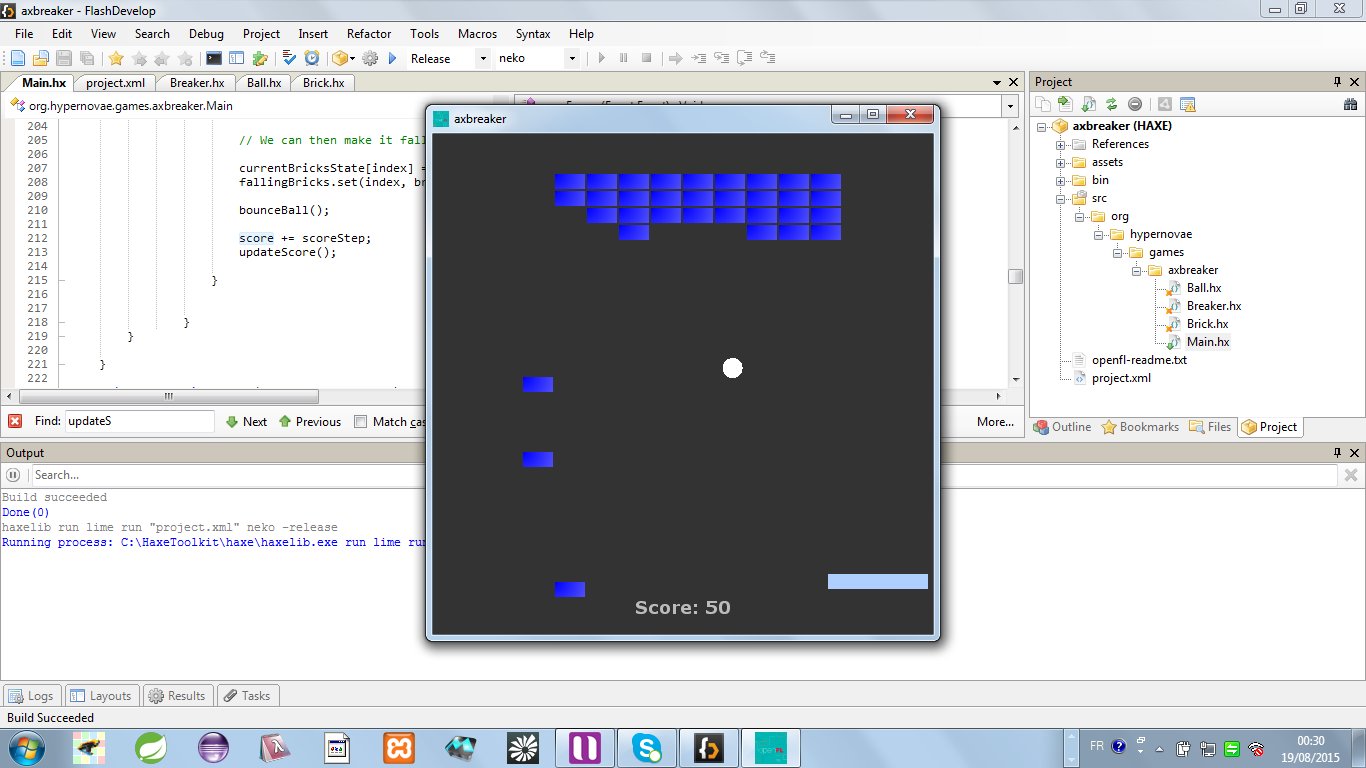 axbreaker - FlashDevelop
File Edit View Search Debug Project Insert Refactor Tools Macros Syntax Help
Release neko
Main.hx project.xml Breaker.hx Ball.hx Brick.hx
org.hypernovae.games.axbreaker.Main
204
205 // We can then make it fal
206
207 currentBricksState[index] =
208 fallingBricks.set(index, b
209
210 bounceBall();
211
212 score += scoreStep;
213 updateScore();
214
215 }
216
217
218 }
219 }
220
221 }
222
Find: updateS Next Previous Match cas
More...
Output
Search...
Build succeeded
Done(0)
haxelib run lime run "project.xml" neko -release
Running process: C:\HaxeToolkit\haxe\haxelib.exe run lime ru
Logs Layouts Results Tasks
Build Succeeded
axbreaker
Score: 50
Project
axbreaker (HAXE)
References
assets
bin
src
org
hypernovae
games
axbreaker
Ball.hx
Breaker.hx
Brick.hx
Main.hx
openfl-readme.txt
project.xml
Outline Bookmarks Files Project
FR
00:30
19/08/2015